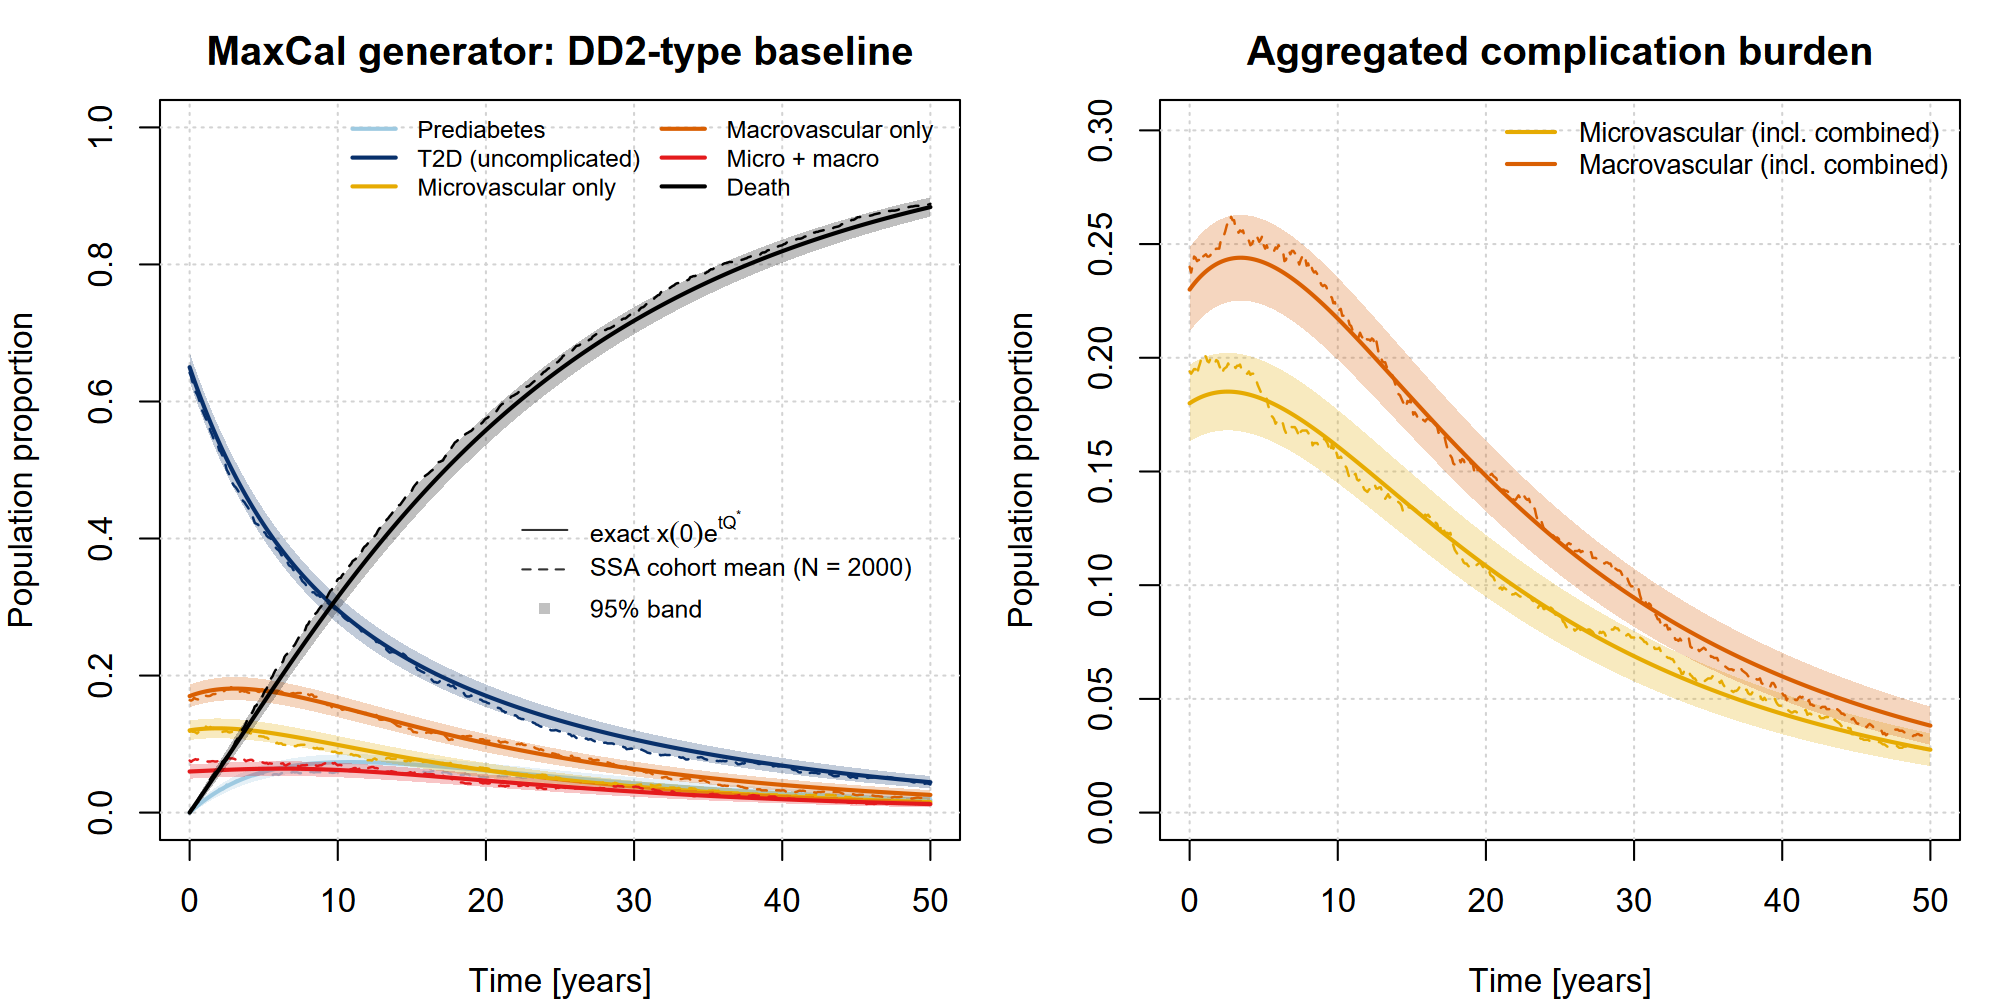 MaxCal generator: DD2-type baseline
Population proportion
1.0
0.8
0.6
0.4
0.2
0.0
Prediabetes
T2D (uncomplicated)
Microvascular only
Macrovascular only
Micro + macro
Death
exact x(0)e^tQ*
SSA cohort mean (N = 2000)
95% band
0 10 20 30 40 50
Time [years]
Aggregated complication burden
Population proportion
0.30
0.25
0.20
0.15
0.10
0.05
0.00
Microvascular (incl. combined)
Macrovascular (incl. combined)
0 10 20 30 40 50
Time [years]